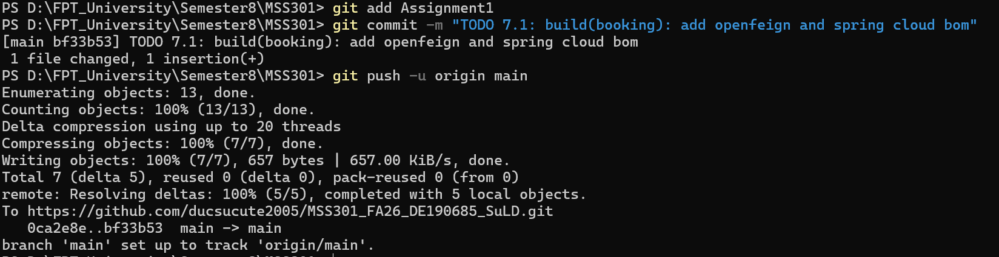 PS D:\FPT_University\Semester8\MSS301> git add Assignment1
PS D:\FPT_University\Semester8\MSS301> git commit -m "TODO 7.1: build(booking): add openfeign and spring cloud bom"
[main bf33b53] TODO 7.1: build(booking): add openfeign and spring cloud bom
 1 file changed, 1 insertion(+)
PS D:\FPT_University\Semester8\MSS301> git push -u origin main
Enumerating objects: 13, done.
Counting objects: 100% (13/13), done.
Delta compression using up to 20 threads
Compressing objects: 100% (7/7), done.
Writing objects: 100% (7/7), 657 bytes | 657.00 KiB/s, done.
Total 7 (delta 5), reused 0 (delta 0), pack-reused 0 (from 0)
remote: Resolving deltas: 100% (5/5), completed with 5 local objects.
To https://github.com/ducsucute2005/MSS301_FA26_DE190685_SuLD.git
   0ca2e8e..bf33b53  main -> main
branch 'main' set up to track 'origin/main'.